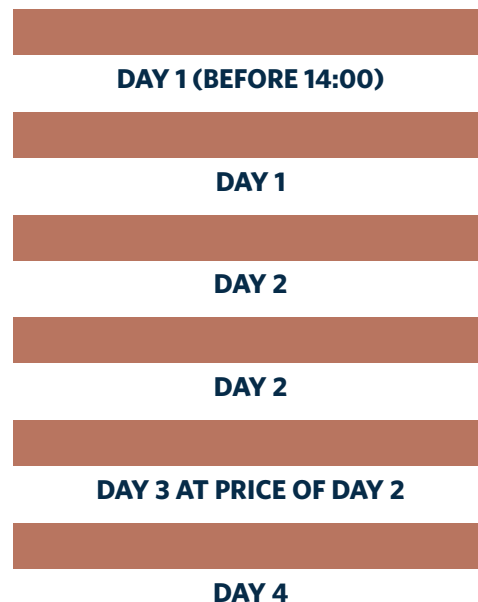 DAY 1 (BEFORE 14:00)
DAY 1
DAY 2
DAY 2
DAY 3 AT PRICE OF DAY 2
DAY 4